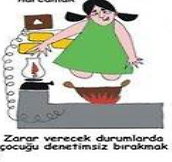 Zarar verecek durumlarda
çocuğu denetimsiz bırakmak